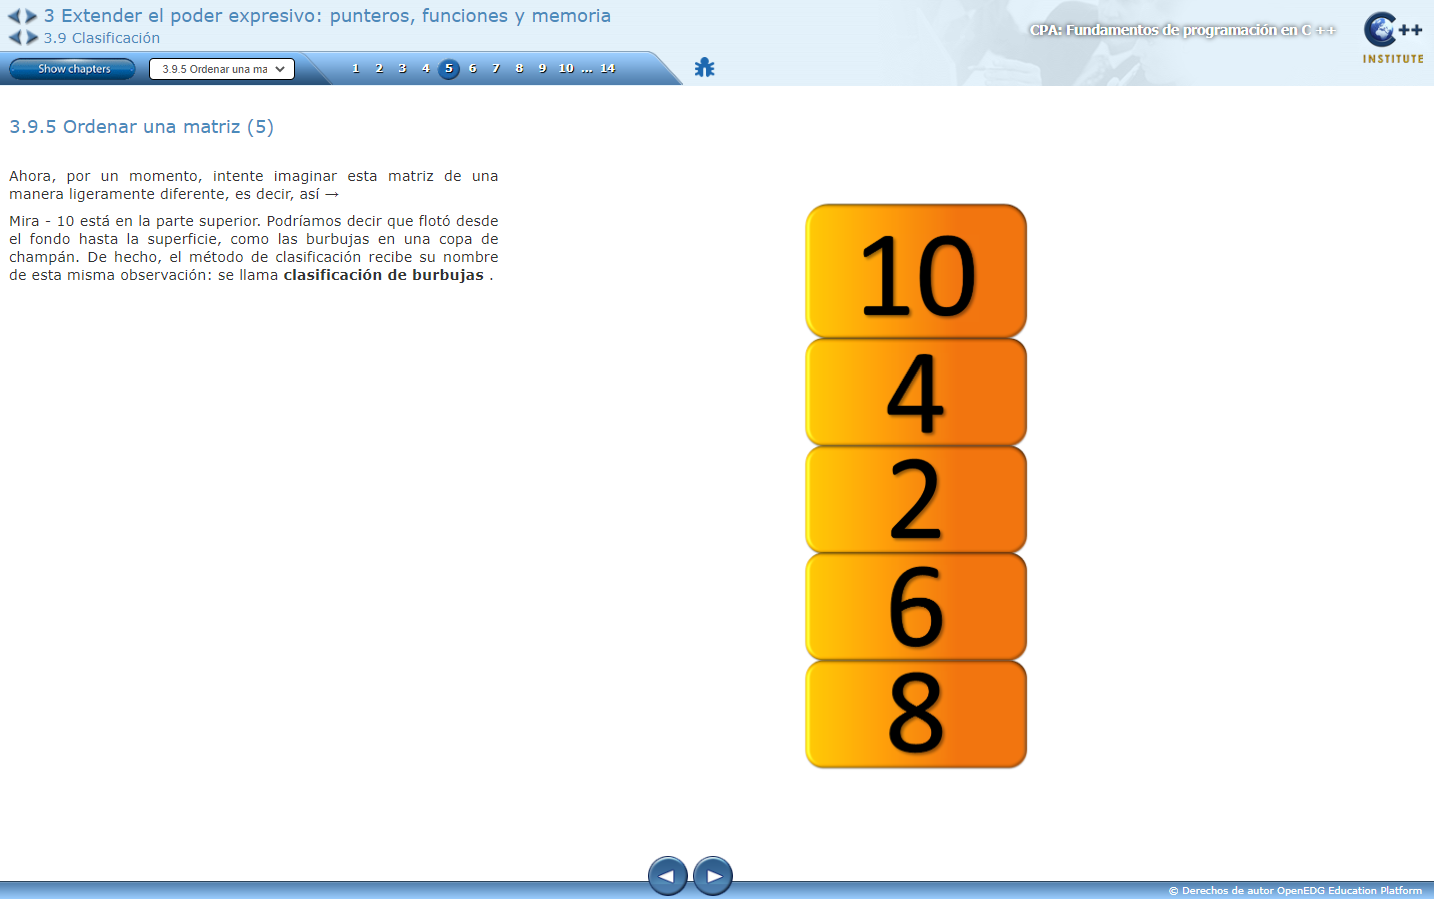 3 Extender el poder expresivo: punteros, funciones y memoria
3.9 Clasificación
CPA: Fundamentos de programación en C ++
C++
INSTITUTE
Show chapters
3.9.5 Ordenar una ma
1 2 3 4 5 6 7 8 9 10 ... 14
3.9.5 Ordenar una matriz (5)
Ahora, por un momento, intente imaginar esta matriz de una
manera ligeramente diferente, es decir, así →
Mira - 10 está en la parte superior. Podríamos decir que flotó desde
el fondo hasta la superficie, como las burbujas en una copa de
champán. De hecho, el método de clasificación recibe su nombre
de esta misma observación: se llama clasificación de burbujas .
10
4
2
6
8
© Derechos de autor OpenEDG Education Platform